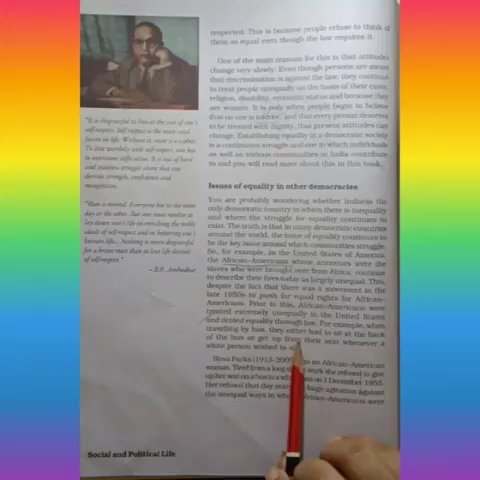 "It is disgraceful to live at the cost of one's
self-respect. Self-respect is the most vital
factor in life. Without it, man is a cipher.
To live worthily with self-respect, one has
to overcome difficulties. It is out of hard
and ceaseless struggle alone that one
derives strength, confidence and
recognition.
"Man is mortal. Everyone has to die some
day or the other. But one must resolve to
lay down one's life in enriching the noble
ideals of self-respect and in bettering one's
human life... Nothing is more disgraceful
for a brave man than to live life devoid
of self-respect."
– B.R. Ambedkar
respected. This is because people refuse to think of
them as equal even though the law requires it.
One of the main reasons for this is that attitudes
change very slowly. Even though persons are aware
that discrimination is against the law, they continue
to treat people unequally on the basis of their caste,
religion, disability, economic status and because they
are women. It is only when people begin to believe
that no one is inferior, and that every person deserves
to be treated with dignity, that present attitudes can
change. Establishing equality in a democratic society
is a continuous struggle and one in which individuals
as well as various communities in India contribute
to and you will read more about this in this book.
Issues of equality in other democracies
You are probably wondering whether India is the
only democratic country in which there is inequality
and where the struggle for equality continues to
exist. The truth is that in many democratic countries
around the world, the issue of equality continues to
be the key issue around which communities struggle.
So, for example, in the United States of America,
the African-Americans whose ancestors were the
slaves who were brought over from Africa, continue
to describe their lives today as largely unequal. This,
despite the fact that there was a movement in the
late 1950s to push for equal rights for African-
Americans. Prior to this, African-Americans were
treated extremely unequally in the United States
and denied equality through law. For example, when
travelling by bus, they either had to sit at the back
of the bus or get up from their seat whenever a
white person wished to
Rosa Parks (1913- an African-American
woman. Tired from a long work she refused to give
up her seat on a bus to a on 1 December 1955.
Her refusal that day huge agitation against
the unequal ways in which African-Americans were
Social and Political Life